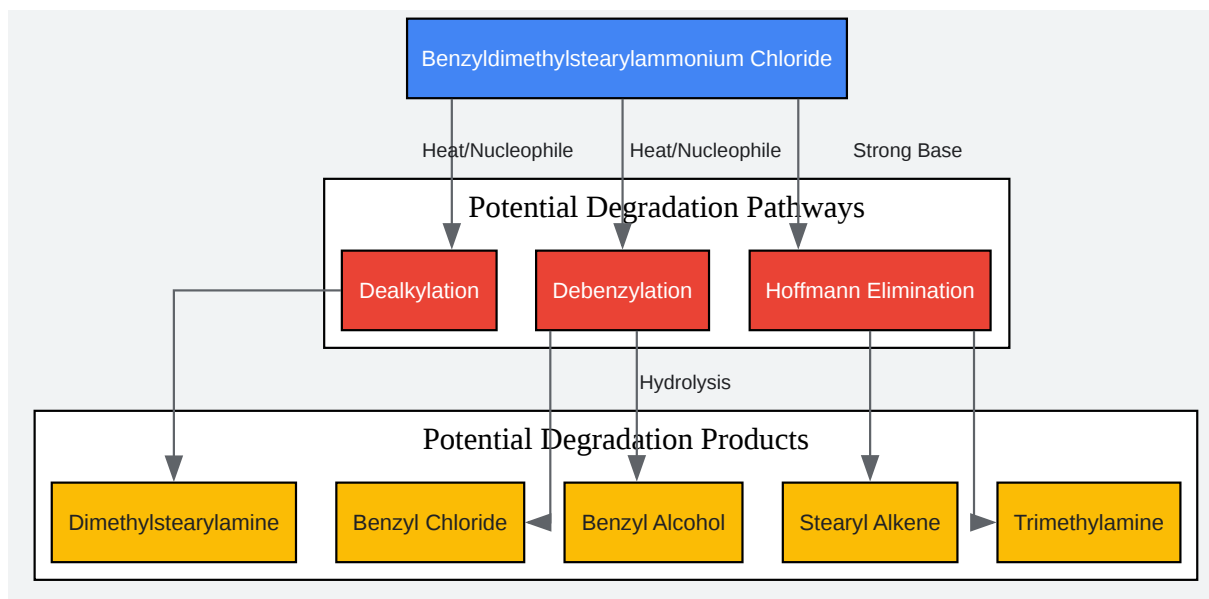 Benzyldimethylstearylammonium Chloride
Heat/Nucleophile
Heat/Nucleophile
Strong Base
Potential Degradation Pathways
Dealkylation
Debenzylation
Hoffmann Elimination
Hydrolysis
Potential Degradation Products
Dimethylstearylamine
Benzyl Chloride
Benzyl Alcohol
Stearyl Alkene
Trimethylamine